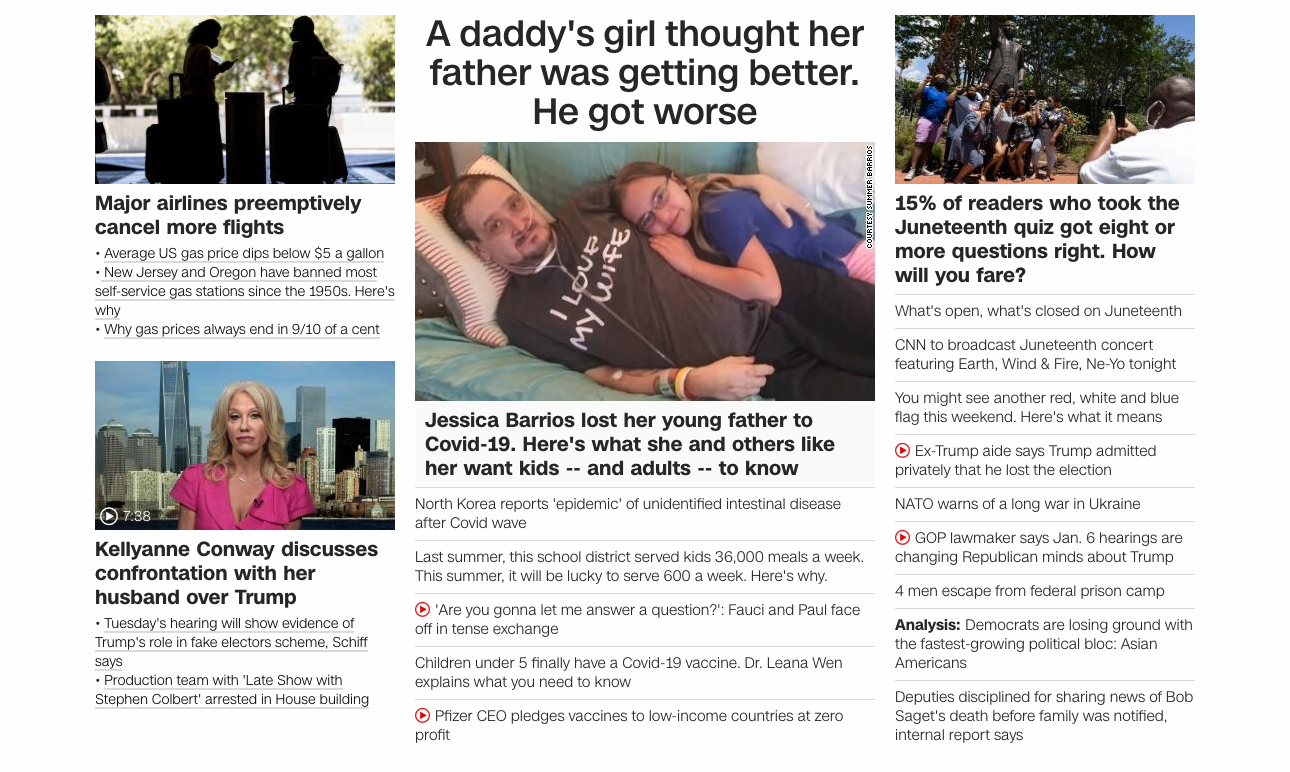 Major airlines preemptively
cancel more flights
• Average US gas price dips below $5 a gallon
• New Jersey and Oregon have banned most
self-service gas stations since the 1950s. Here's
why
• Why gas prices always end in 9/10 of a cent
7:38
Kellyanne Conway discusses
confrontation with her
husband over Trump
• Tuesday's hearing will show evidence of
Trump's role in fake electors scheme, Schiff
says
• Production team with 'Late Show with
Stephen Colbert' arrested in House building
A daddy's girl thought her
father was getting better.
He got worse
COURTESY SUMMER BARRIOS
I LOVE
MY WIFE
Jessica Barrios lost her young father to
Covid-19. Here's what she and others like
her want kids -- and adults -- to know
North Korea reports 'epidemic' of unidentified intestinal disease
after Covid wave
Last summer, this school district served kids 36,000 meals a week.
This summer, it will be lucky to serve 600 a week. Here's why.
'Are you gonna let me answer a question?': Fauci and Paul face
off in tense exchange
Children under 5 finally have a Covid-19 vaccine. Dr. Leana Wen
explains what you need to know
Pfizer CEO pledges vaccines to low-income countries at zero
profit
15% of readers who took the
Juneteenth quiz got eight or
more questions right. How
will you fare?
What's open, what's closed on Juneteenth
CNN to broadcast Juneteenth concert
featuring Earth, Wind & Fire, Ne-Yo tonight
You might see another red, white and blue
flag this weekend. Here's what it means
Ex-Trump aide says Trump admitted
privately that he lost the election
NATO warns of a long war in Ukraine
GOP lawmaker says Jan. 6 hearings are
changing Republican minds about Trump
4 men escape from federal prison camp
Analysis: Democrats are losing ground with
the fastest-growing political bloc: Asian
Americans
Deputies disciplined for sharing news of Bob
Saget's death before family was notified,
internal report says